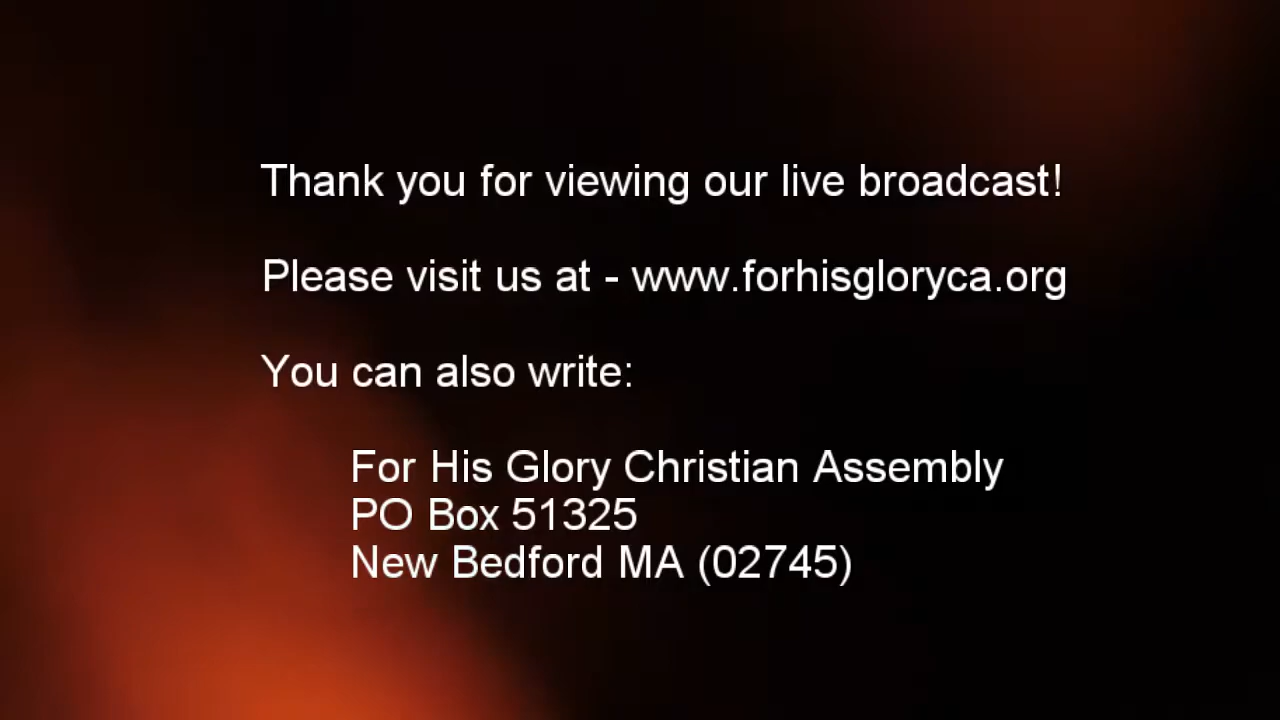 Thank you for viewing our live broadcast!
Please visit us at - www.forhisgloryca.org
You can also write:
For His Glory Christian Assembly
PO Box 51325
New Bedford MA (02745)